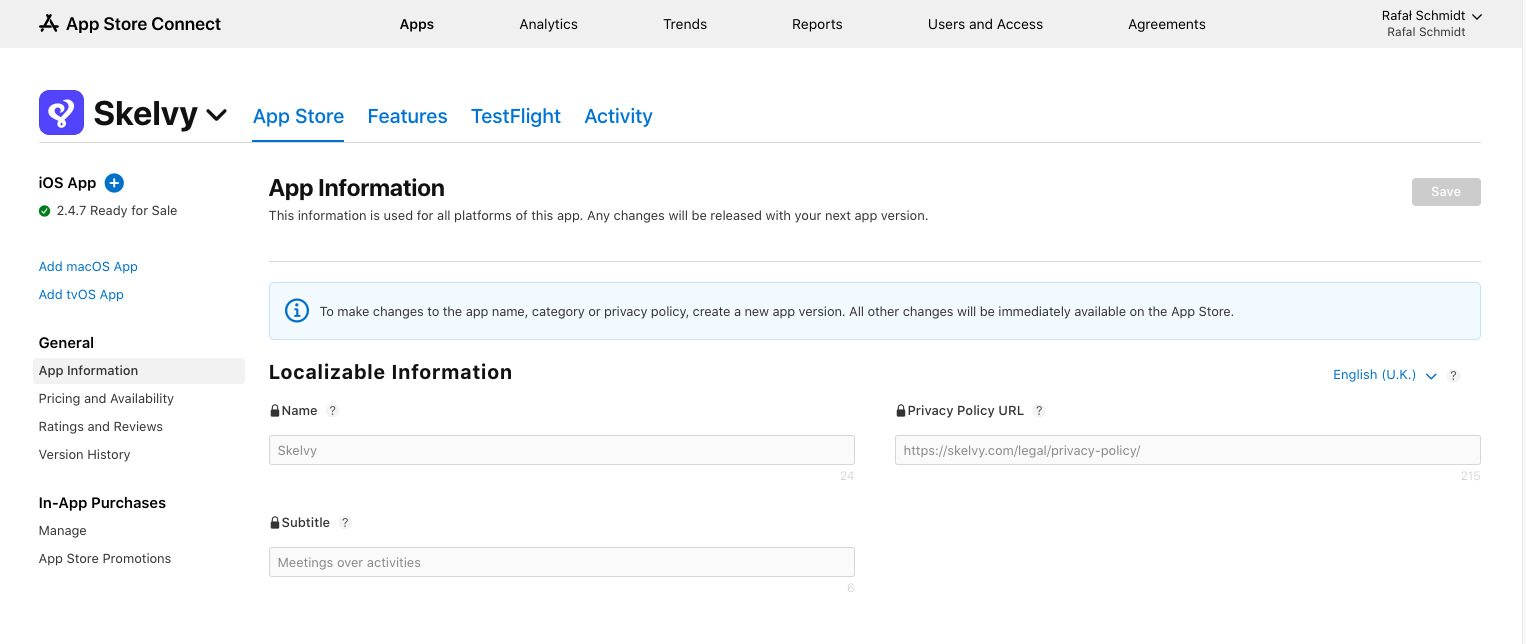 App Store Connect
Apps
Analytics
Trends
Reports
Users and Access
Agreements
Rafał Schmidt
Rafal Schmidt
Skelvy
App Store
Features
TestFlight
Activity
iOS App
2.4.7 Ready for Sale
Add macOS App
Add tvOS App
General
App Information
Pricing and Availability
Ratings and Reviews
Version History
In-App Purchases
Manage
App Store Promotions
App Information
Save
This information is used for all platforms of this app. Any changes will be released with your next app version.
To make changes to the app name, category or privacy policy, create a new app version. All other changes will be immediately available on the App Store.
Localizable Information
English (U.K.) ?
Name ?
Skelvy
24
Privacy Policy URL ?
https://skelvy.com/legal/privacy-policy/
215
Subtitle ?
Meetings over activities
6